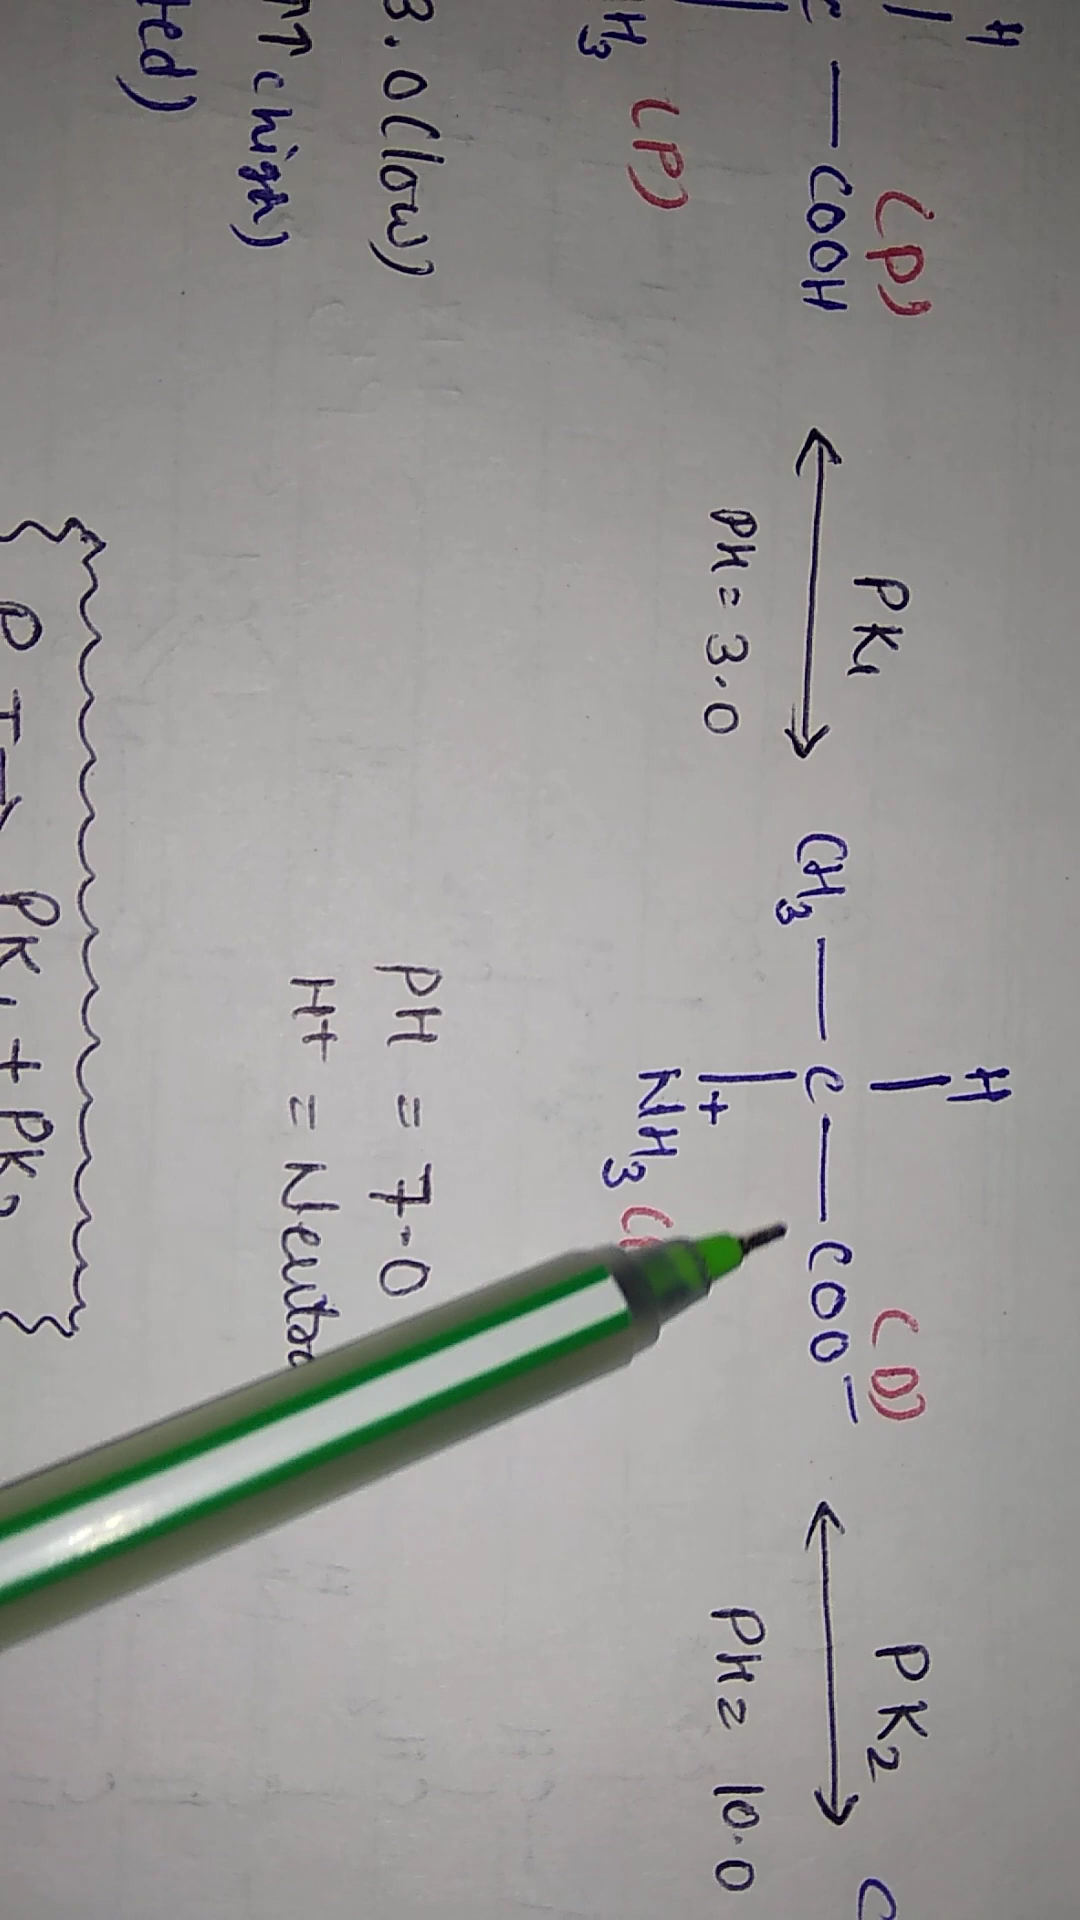 H H
(P) (D)
PK₁ PK₂
C — COOH ⟷ CH₃ — C — COO⁻ ⟷ C
PH = 3.0 PH = 10.0
+
H₃ (P) NH₃ (
3.0 (low) PH = 7.0
↑↑ (high) H⁺ = Neutra
ted)
P I → PK₁ + PK₂